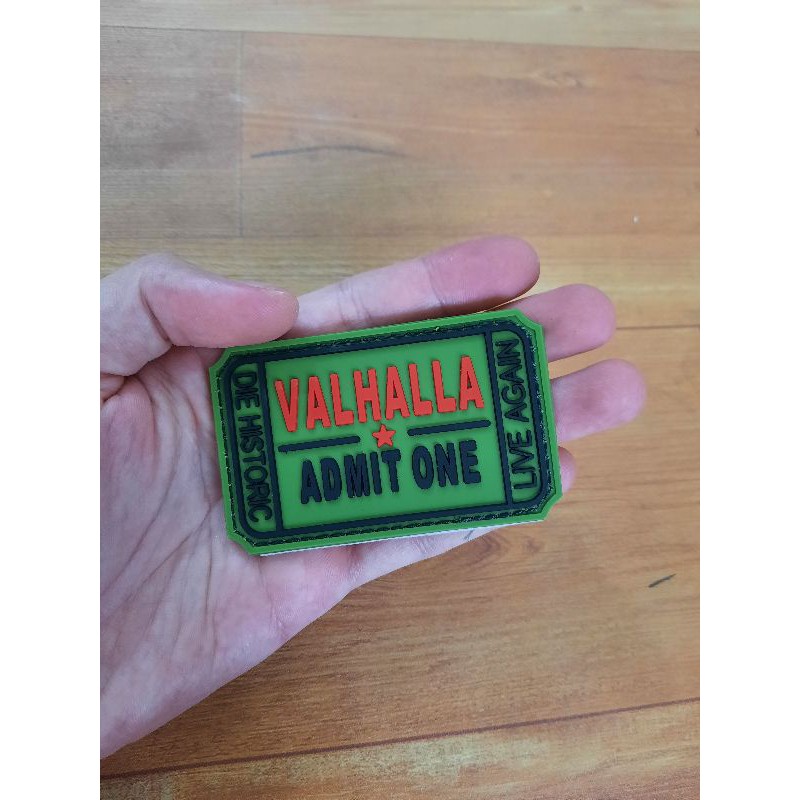 DIE HISTORIC
VALHALLA
ADMIT ONE
LIVE AGAIN